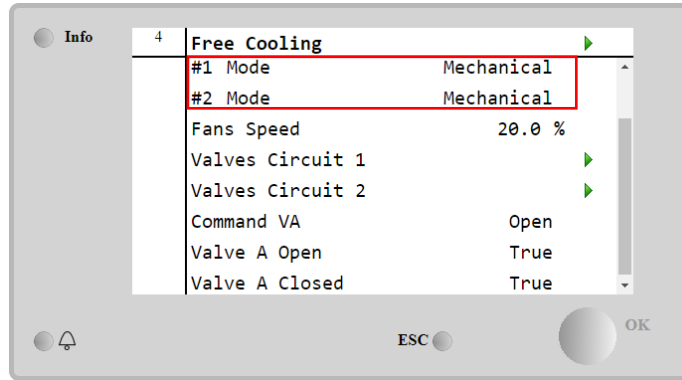 Info
4 Free Cooling
#1 Mode Mechanical
#2 Mode Mechanical
Fans Speed 20.0 %
Valves Circuit 1
Valves Circuit 2
Command VA Open
Valve A Open True
Valve A Closed True
ESC OK